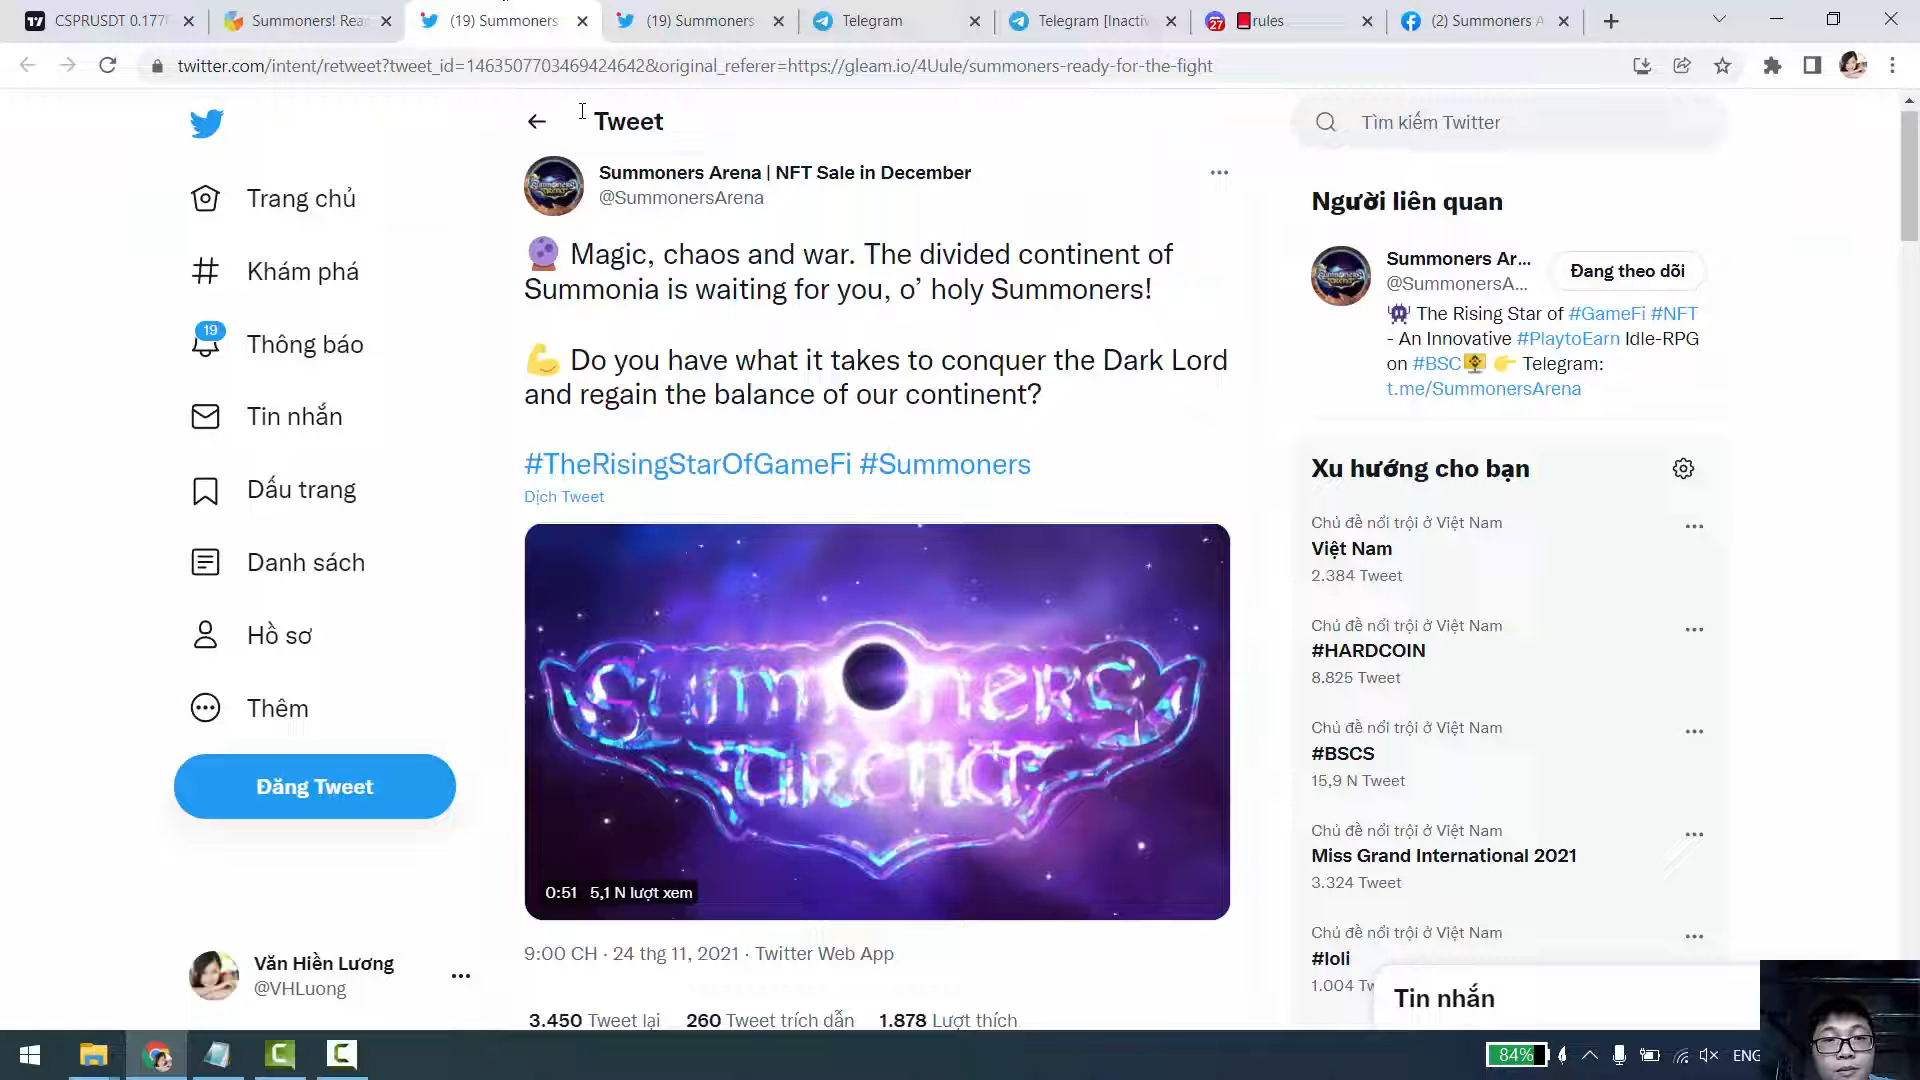 CSPRUSDT 0.177
Summoners! Rea
(19) Summoners
(19) Summoners
Telegram
Telegram [Inactiv
27
rules
(2) Summoners A
twitter.com/intent/retweet?tweet_id=1463507703469424642&original_referer=https://gleam.io/4Uule/summoners-ready-for-the-fight
Trang chủ
Khám phá
19
Thông báo
Tin nhắn
Dấu trang
Danh sách
Hồ sơ
Thêm
Đăng Tweet
Văn Hiền Lương
@VHLuong
Tweet
Summoners Arena | NFT Sale in December
@SummonersArena
🔮 Magic, chaos and war. The divided continent of
Summonia is waiting for you, o’ holy Summoners!
💪 Do you have what it takes to conquer the Dark Lord
and regain the balance of our continent?
#TheRisingStarOfGameFi #Summoners
Dịch Tweet
SUMMONERS
ARENA
0:51 5,1 N lượt xem
9:00 CH · 24 thg 11, 2021 · Twitter Web App
3.450 Tweet lại 260 Tweet trích dẫn 1.878 Lượt thích
Tìm kiếm Twitter
Người liên quan
Summoners Ar...
@SummonersA...
Đang theo dõi
👾 The Rising Star of #GameFi #NFT
- An Innovative #PlaytoEarn Idle-RPG
on #BSC 👉 Telegram:
t.me/SummonersArena
Xu hướng cho bạn
Chủ đề nổi trội ở Việt Nam
Việt Nam
2.384 Tweet
Chủ đề nổi trội ở Việt Nam
#HARDCOIN
8.825 Tweet
Chủ đề nổi trội ở Việt Nam
#BSCS
15,9 N Tweet
Chủ đề nổi trội ở Việt Nam
Miss Grand International 2021
3.324 Tweet
Chủ đề nổi trội ở Việt Nam
#loli
1.004 Tw
Tin nhắn
84%
ENG